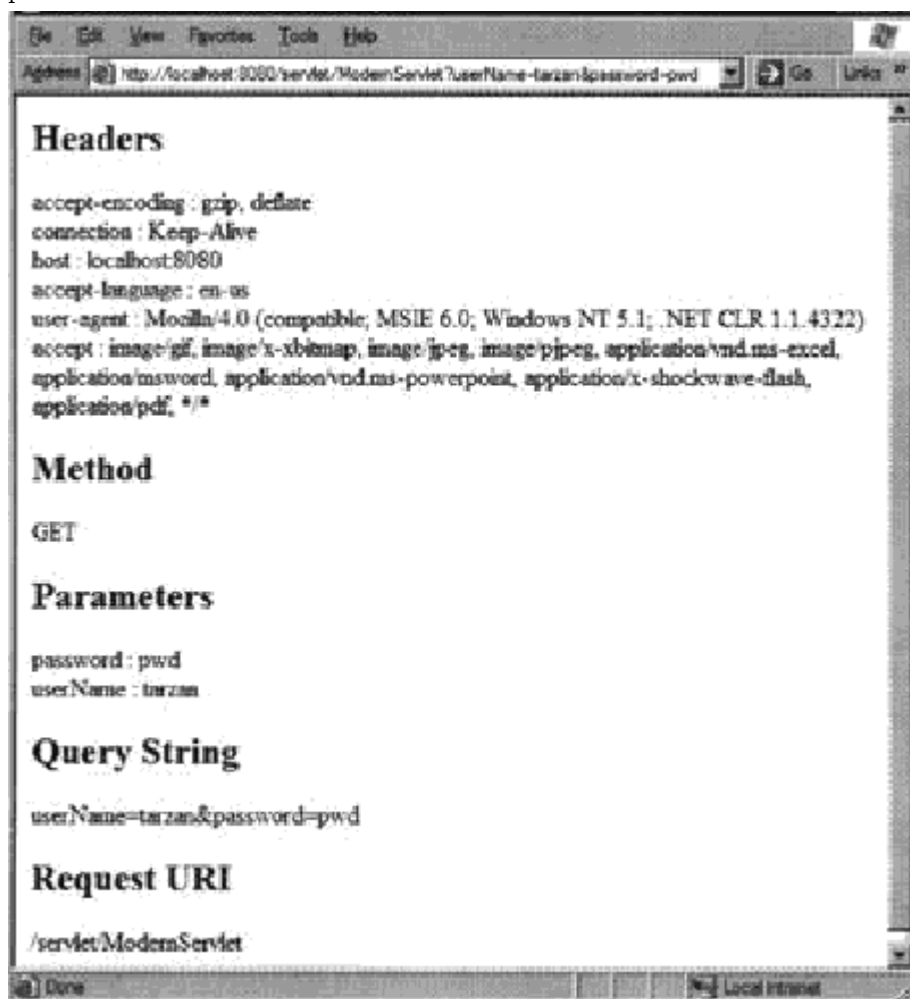 File Edit View Favorites Tools Help
Address http://localhost:8080/servlet/ModernServlet?userName=tarzan&password=pwd Go Links »
Headers
accept-encoding : gzip, deflate
connection : Keep-Alive
host : localhost:8080
accept-language : en-us
user-agent : Mozilla/4.0 (compatible; MSIE 6.0; Windows NT 5.1; .NET CLR 1.1.4322)
accept : image/gif, image/x-xbitmap, image/jpeg, image/pjpeg, application/vnd.ms-excel,
application/msword, application/vnd.ms-powerpoint, application/x-shockwave-flash,
application/pdf, */*
Method
GET
Parameters
password : pwd
userName : tarzan
Query String
userName=tarzan&password=pwd
Request URI
/servlet/ModernServlet
Done Local intranet